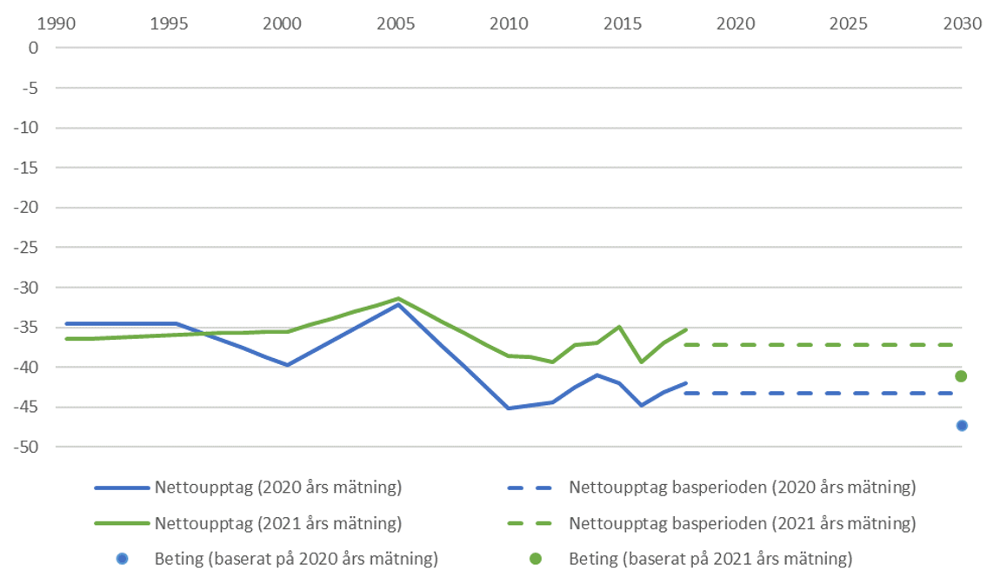 1990 1995 2000 2005 2010 2015 2020 2025 2030
0
-5
-10
-15
-20
-25
-30
-35
-40
-45
-50
Nettoupptag (2020 års mätning) Nettoupptag basperioden (2020 års mätning)
Nettoupptag (2021 års mätning) Nettoupptag basperioden (2021 års mätning)
Beting (baserat på 2020 års mätning) Beting (baserat på 2021 års mätning)